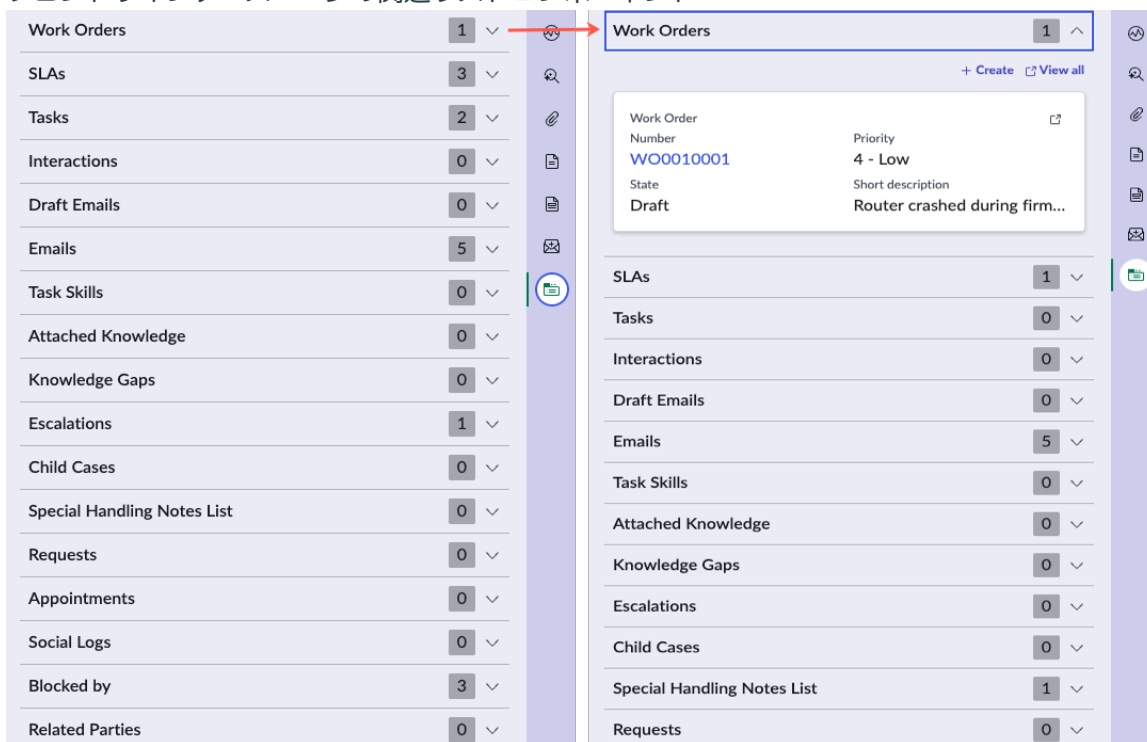 Work Orders 1
SLAs 3
Tasks 2
Interactions 0
Draft Emails 0
Emails 5
Task Skills 0
Attached Knowledge 0
Knowledge Gaps 0
Escalations 1
Child Cases 0
Special Handling Notes List 0
Requests 0
Appointments 0
Social Logs 0
Blocked by 3
Related Parties 0
Work Orders 1
+ Create View all
Work Order
Number Priority
WO0010001 4 - Low
State Short description
Draft Router crashed during firm...
SLAs 1
Tasks 0
Interactions 0
Draft Emails 0
Emails 5
Task Skills 0
Attached Knowledge 0
Knowledge Gaps 0
Escalations 0
Child Cases 0
Special Handling Notes List 1
Requests 0